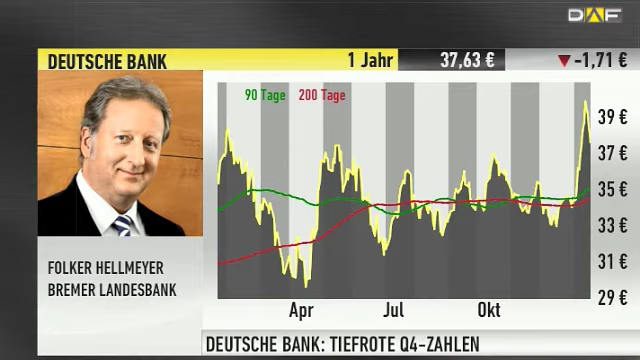 DAF
DEUTSCHE BANK 1 Jahr 37,63 € -1,71 €
90 Tage 200 Tage
39 €
37 €
35 €
33 €
31 €
29 €
Apr Jul Okt
FOLKER HELLMEYER
BREMER LANDESBANK
DEUTSCHE BANK: TIEFROTE Q4-ZAHLEN